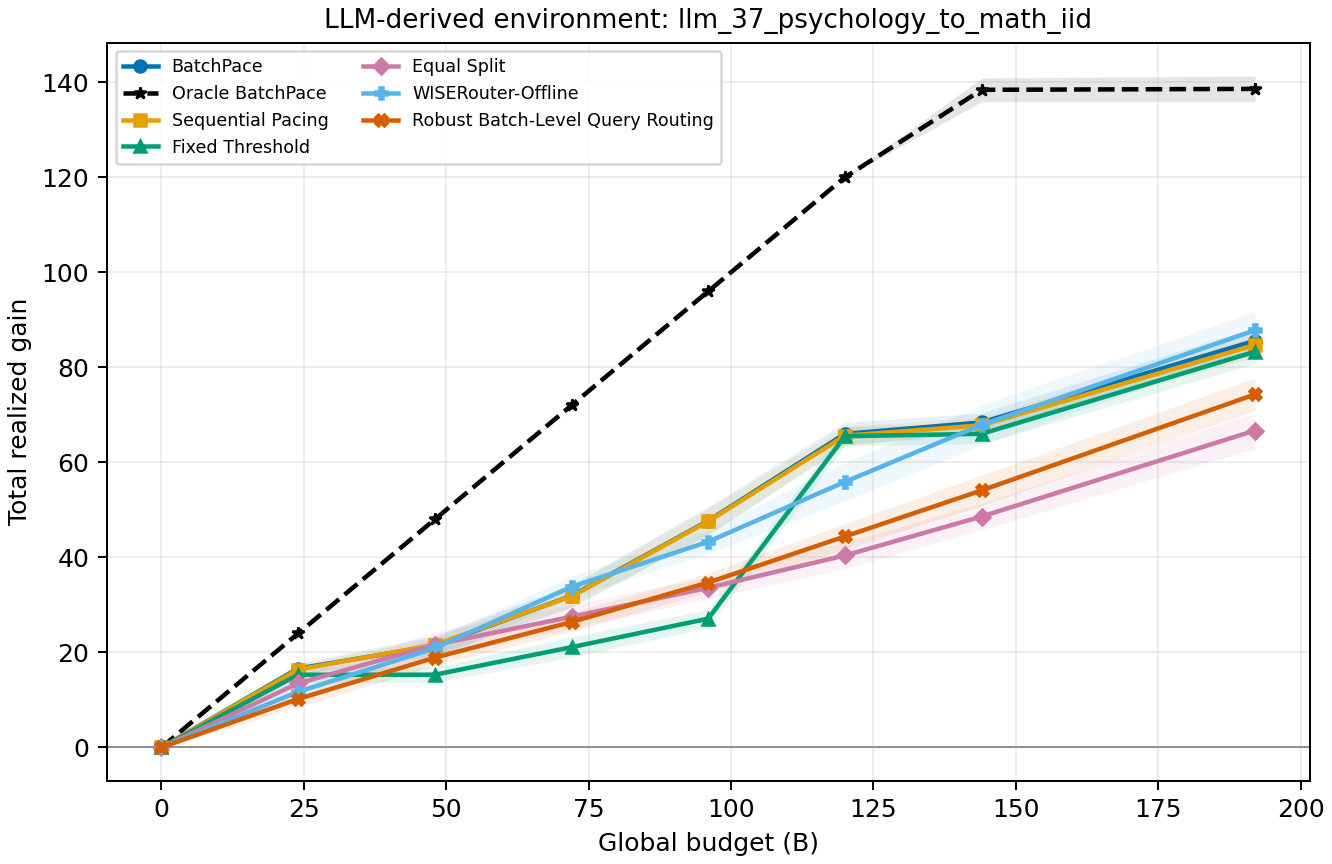 LLM-derived environment: llm_37_psychology_to_math_iid
BatchPace
Oracle BatchPace
Sequential Pacing
Fixed Threshold
Equal Split
WISERouter-Offline
Robust Batch-Level Query Routing
Total realized gain
140
120
100
80
60
40
20
0
0 25 50 75 100 125 150 175 200
Global budget (B)